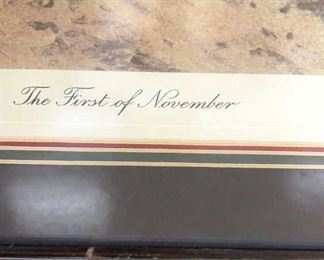 The First of November